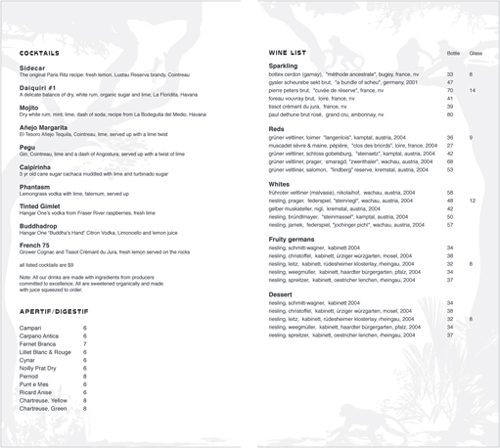 COCKTAILS
Sidecar
The original Paris Ritz recipe: fresh lemon, Lustau Reserva brandy, Cointreau
Daiquiri #1
A delicate balance of dry, white rum, organic sugar and lime; La Floridita, Havana
Mojito
Dry white rum, mint, lime, dash of soda; recipe from La Bodeguita del Medio, Havana
Añejo Margarita
El Tesoro Añejo Tequila, Cointreau, lime, served up with a lime twist
Pegu
Gin, Cointreau, lime and a dash of Angostura, served up with a twist of lime
Caipirinha
3 yr old cane sugar cachaca muddled with lime and turbinado sugar
Phantasm
Lemongrass vodka with lime, falernum, served up
Tinted Gimlet
Hangar One's vodka from Fraser River raspberries, fresh lime
Buddhadrop
Hangar One "Buddha's Hand" Citron Vodka, Limoncello and lemon juice
French 75
Grower Cognac and Tissot Crémant du Jura, fresh lemon served on the rocks
all listed cocktails are $9
Note: All our drinks are made with ingredients from producers
committed to excellence. All are sweetened organically and made
with juice squeezed to order.
APERTIF/DIGESTIF
Campari 6
Carpano Antica 6
Fernet Branca 7
Lillet Blanc & Rouge 6
Cynar 6
Noilly Prat Dry 6
Pernod 8
Punt e Mes 6
Ricard Anise 6
Chartreuse, Yellow 8
Chartreuse, Green 8
WINE LIST Bottle Glass
Sparkling
bottex cerdon (gamay), "méthode ancestrale", bugey, france, nv 33 8
gysler scheurebe sekt brut, "a bundle of scheu", germany, 2001 47
pierre peters brut, "cuvée de réserve", france, nv 70 14
foreau vouvray brut, loire, france, nv 41
tissot crémant du jura, france, nv 39
paul dethune brut rosé, grand cru, ambonnay, nv 80
Reds
grüner veltliner, loimer "langenlois", kamptal, austria, 2004 36 9
muscadet sèvre & maine, pépière, "clos des briords", loire, france, 2004 27
grüner veltliner, schloss gobelsburg, "steinsetz", kamptal, austria, 2004 42
grüner veltliner, prager, smaragd, "zwerithaler", wachau, austria, 2004 68
grüner veltliner, salomon, "lindberg" reserve, kremstal, austria, 2004 53
Whites
frühroter veltliner (malvasia), nikolaihof, wachau, austria, 2004 58
riesling, prager, federspiel, "steinriegl", wachau, austria, 2004 48 12
gelber muskateller, nigl, kremstal, austria, 2004 42
riesling, bründlmayer, "steinmassel", kamptal, austria, 2004 50
riesling, jamek, federspiel, "jochinger pichl", wachau, austria, 2004 57
Fruity germans
riesling, schmitt-wagner, kabinett 2004 34
riesling, christoffel, kabinett, ürziger würzgarten, mosel, 2004 38
riesling, leitz, kabinett, rüdesheimer klosterlay, rheingau, 2004 32 8
riesling, weegmüller, kabinett, haardter bürgergarten, pfalz, 2004 34
riesling, spreitzer, kabinett, oestricher lenchen, rheingau, 2004 37
Dessert
riesling, schmitt-wagner, kabinett 2004 34
riesling, christoffel, kabinett, ürziger würzgarten, mosel, 2004 38
riesling, leitz, kabinett, rüdesheimer klosterlay, rheingau, 2004 32 8
riesling, weegmüller, kabinett, haardter bürgergarten, pfalz, 2004 34
riesling, spreitzer, kabinett, oestricher lenchen, rheingau, 2004 37